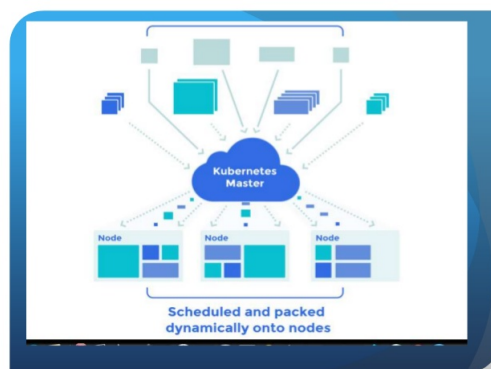 Kubernetes
Master
Node
Node
Node
Scheduled and packed
dynamically onto nodes